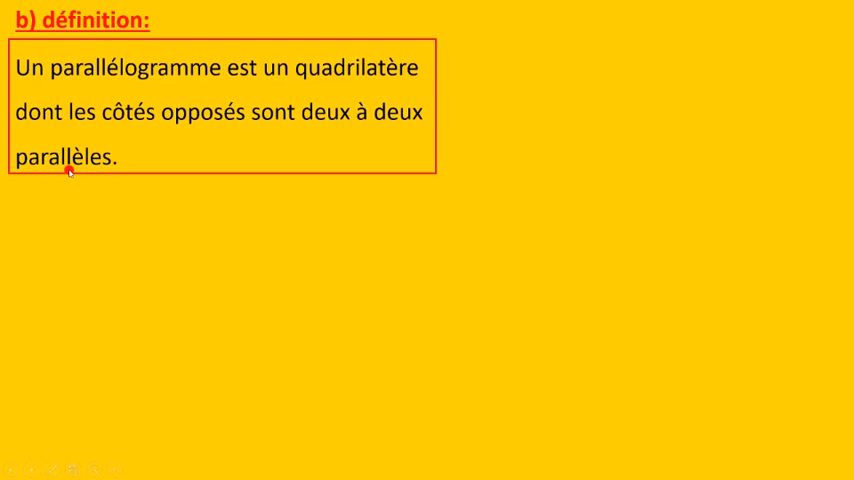 b) définition:
Un parallélogramme est un quadrilatère
dont les côtés opposés sont deux à deux
parallèles.